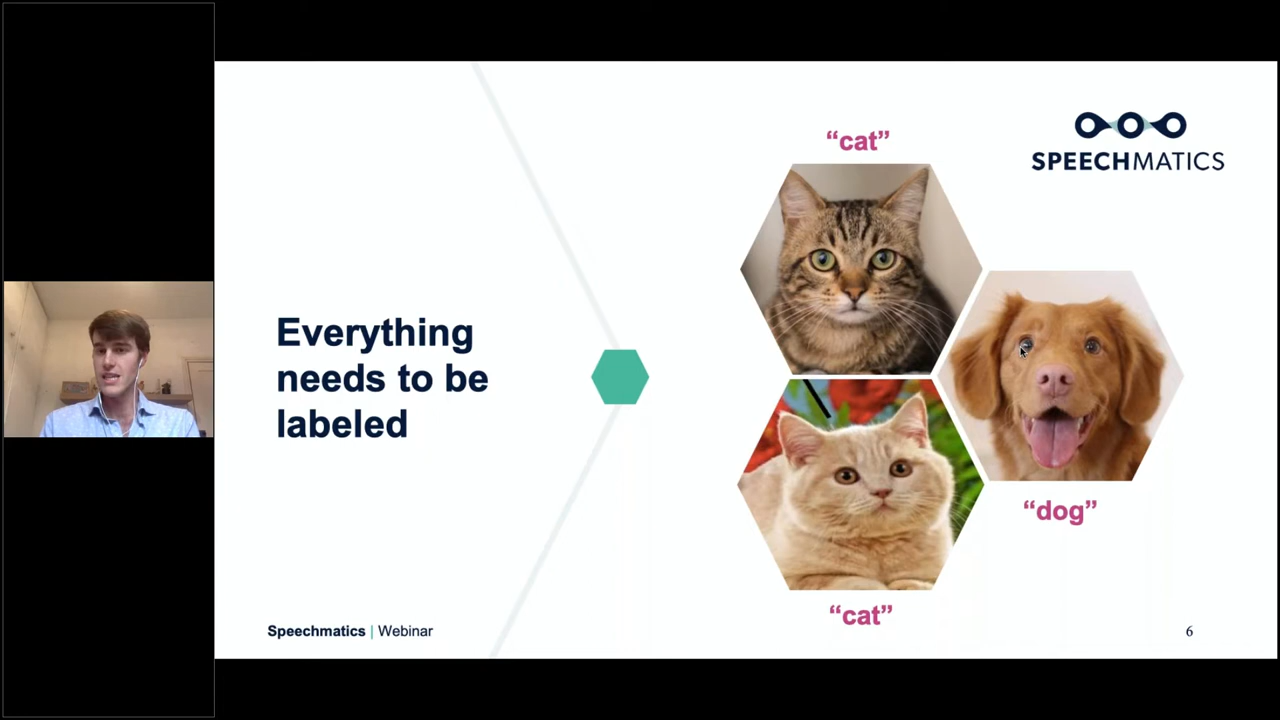 “cat”
SPEECHMATICS
Everything
needs to be
labeled
“dog”
“cat”
Speechmatics | Webinar
6